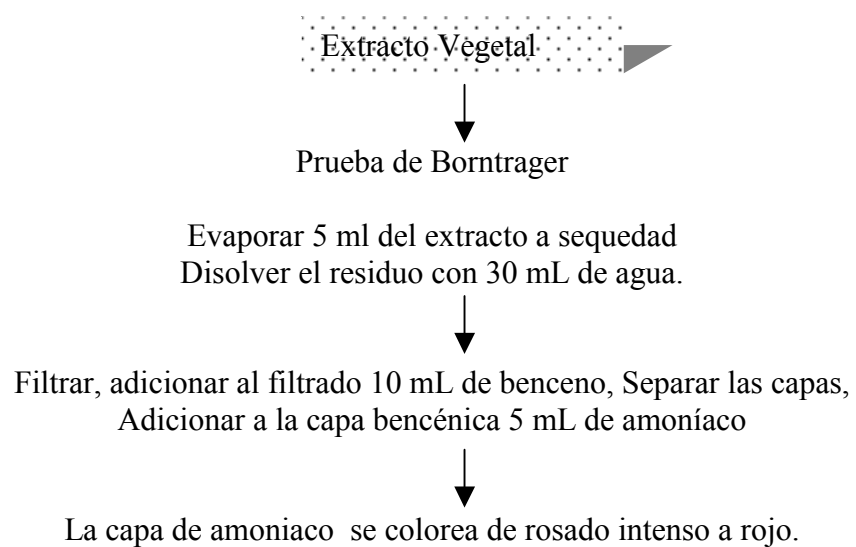 Extracto Vegetal
Prueba de Borntrager
Evaporar 5 ml del extracto a sequedad
Disolver el residuo con 30 mL de agua.
Filtrar, adicionar al filtrado 10 mL de benceno, Separar las capas,
Adicionar a la capa bencénica 5 mL de amoníaco
La capa de amoniaco se colorea de rosado intenso a rojo.